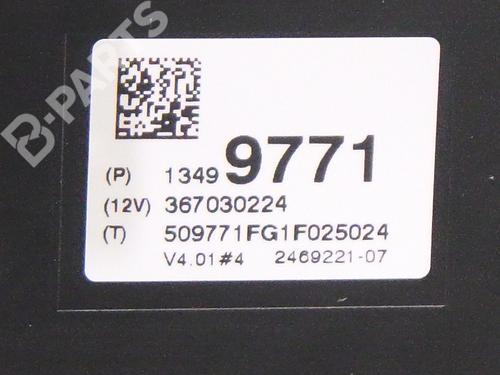 B-PARTS
(P) 1349 9771
(12V) 367030224
(T) 509771FG1F025024
V4.01#4 2469221-07